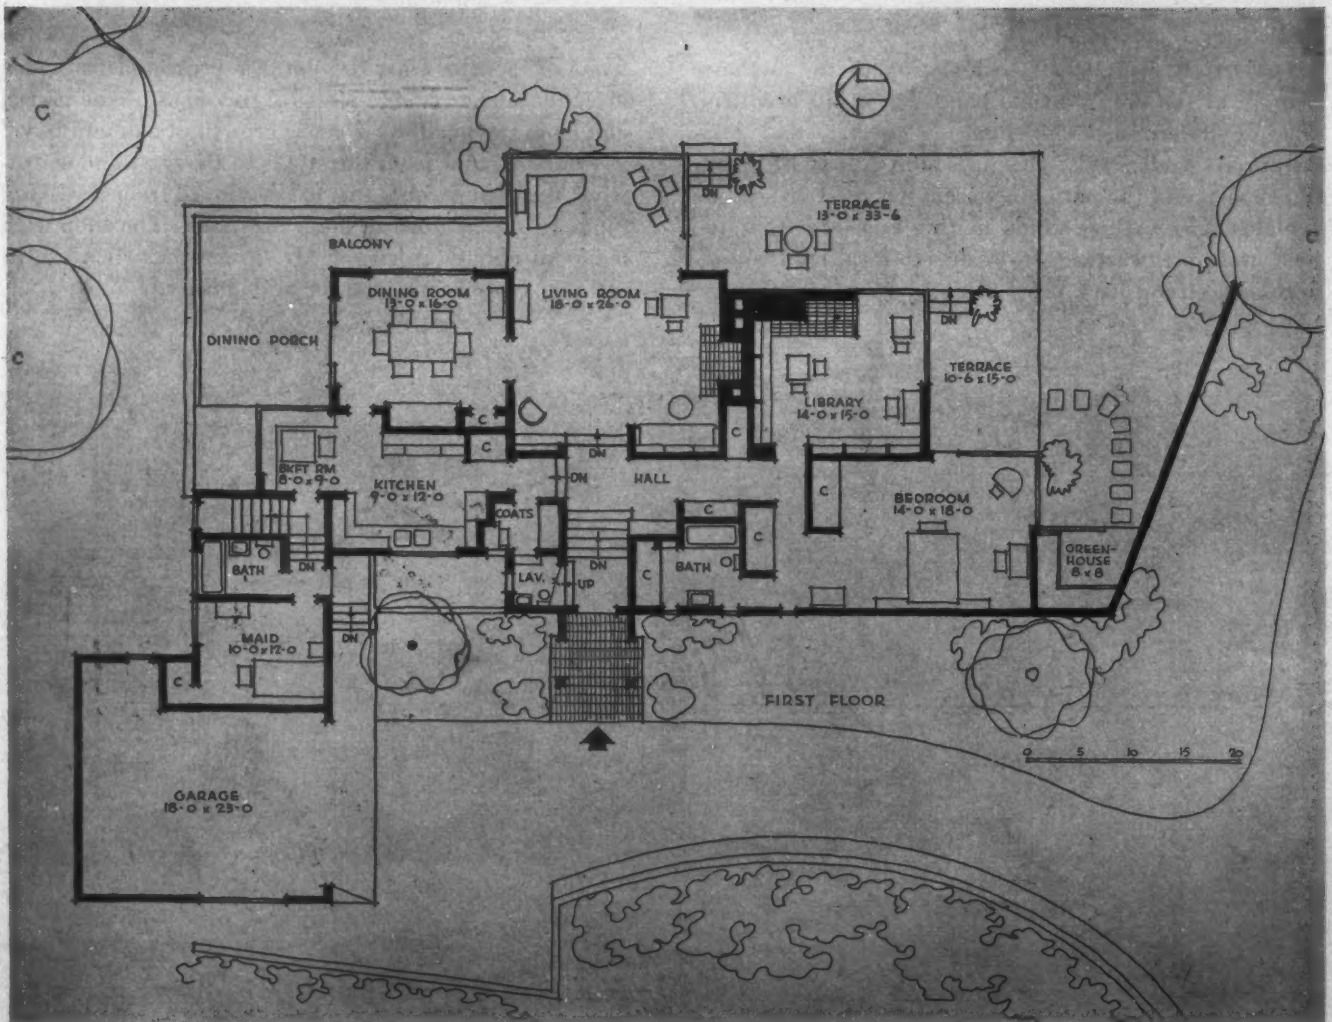 TERRACE
13-0 x 33-6
DN
BALCONY
DINING ROOM
13-0 x 16-0
LIVING ROOM
18-0 x 26-0
DN
DINING PORCH
TERRACE
10-6 x 15-0
LIBRARY
14-0 x 15-0
C
C
C
DN
BKFT RM
8-0 x 9-0
KITCHEN
9-0 x 12-0
DN
HALL
C
BEDROOM
14-0 x 18-0
COATS
C
C
GREEN-
HOUSE
8 x 8
BATH
DN
LAV.
DN
UP
C
BATH
MAID
10-0 x 12-0
DN
C
FIRST FLOOR
0 5 10 15 20
GARAGE
18-0 x 23-0